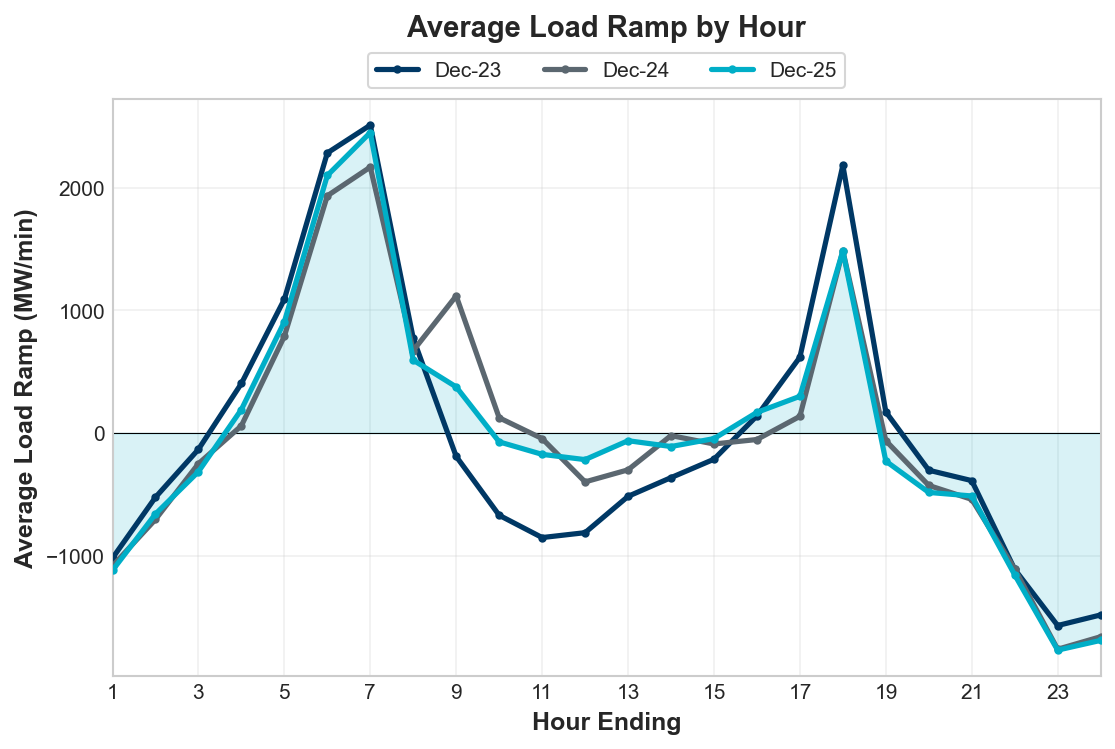 Average Load Ramp by Hour
Dec-23 Dec-24 Dec-25
Average Load Ramp (MW/min)
2000
1000
0
−1000
1 3 5 7 9 11 13 15 17 19 21 23
Hour Ending